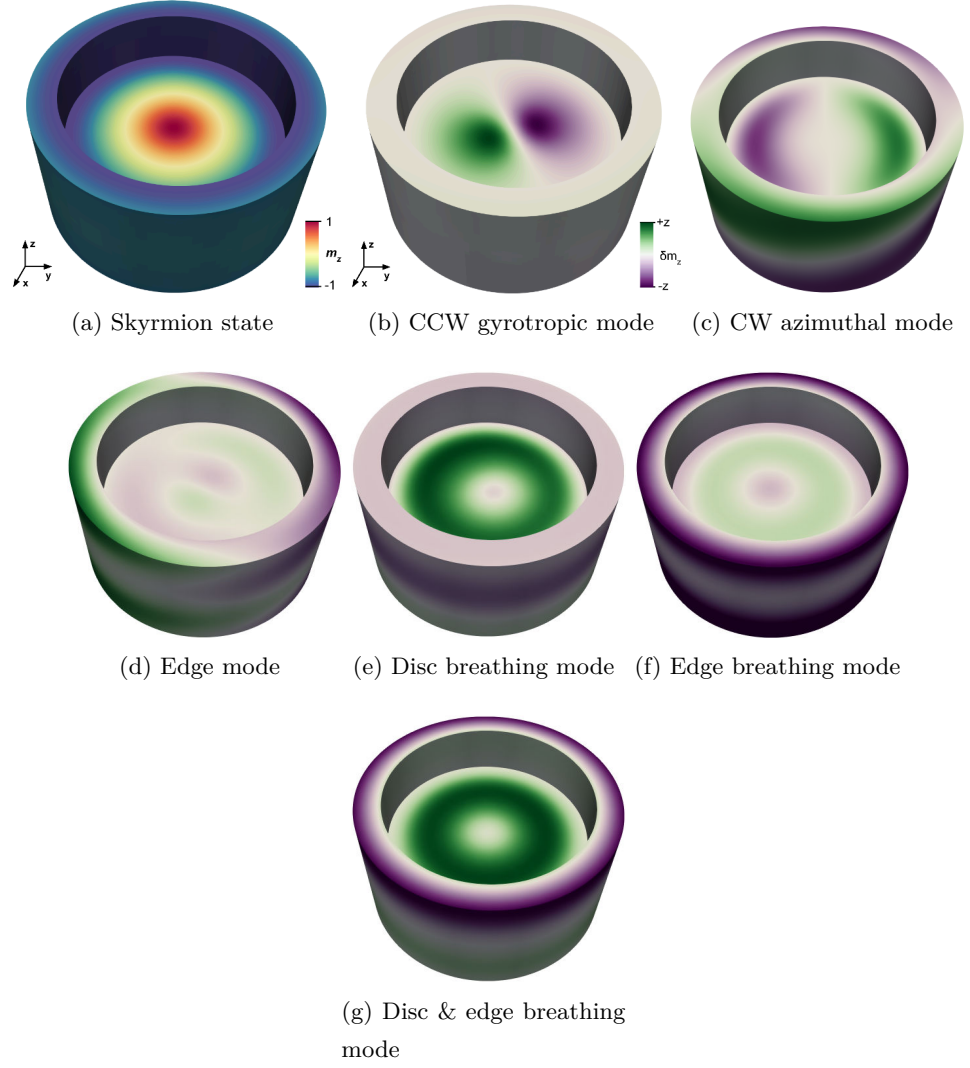 z
y
x
1
m_z
-1
z
y
x
+z
δm_z
-z
(a) Skyrmion state
(b) CCW gyrotropic mode
(c) CW azimuthal mode
(d) Edge mode
(e) Disc breathing mode
(f) Edge breathing mode
(g) Disc & edge breathing
mode